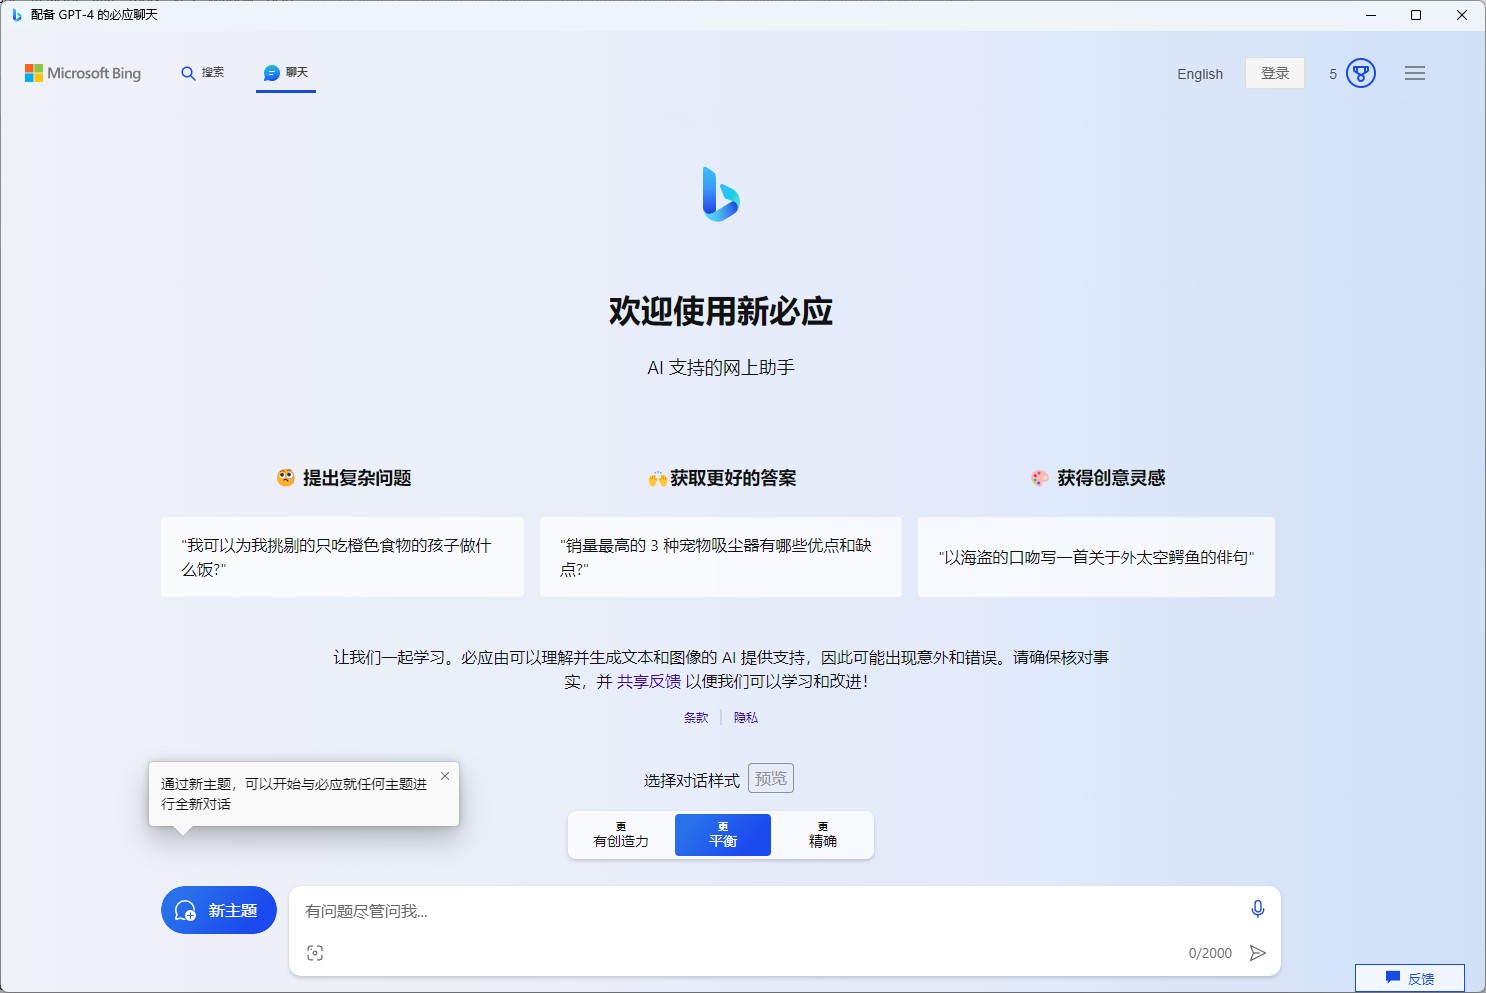 配备 GPT-4 的必应聊天
Microsoft Bing
搜索
聊天
English
登录
5
欢迎使用新必应
AI 支持的网上助手
提出复杂问题
获取更好的答案
获得创意灵感
"我可以为我挑剔的只吃橙色食物的孩子做什
么饭?"
"销量最高的 3 种宠物吸尘器有哪些优点和缺
点?"
"以海盗的口吻写一首关于外太空鳄鱼的俳句"
让我们一起学习。必应由可以理解并生成文本和图像的 AI 提供支持，因此可能出现意外和错误。请确保核对事
实，并 共享反馈 以便我们可以学习和改进！
条款
隐私
通过新主题，可以开始与必应就任何主题进
行全新对话
选择对话样式 预览
更
有创造力
更
平衡
更
精确
新主题
有问题尽管问我...
0/2000
反馈